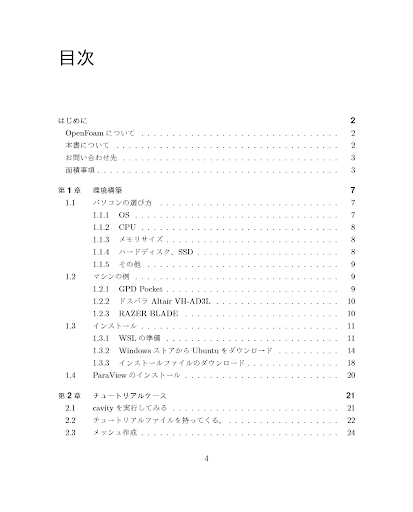 目次
はじめに 2
OpenFoam について . . . . . . . . . . . . . . . . . . . . . . . . . . . . . . 2
本書について . . . . . . . . . . . . . . . . . . . . . . . . . . . . . . . . . . 2
お問い合わせ先 . . . . . . . . . . . . . . . . . . . . . . . . . . . . . . . . . 3
面積事項 . . . . . . . . . . . . . . . . . . . . . . . . . . . . . . . . . . . . . 3
第 1 章 環境構築 7
1.1 パソコンの選び方 . . . . . . . . . . . . . . . . . . . . . . . . . . . . 7
1.1.1 OS . . . . . . . . . . . . . . . . . . . . . . . . . . . . . . . . 7
1.1.2 CPU . . . . . . . . . . . . . . . . . . . . . . . . . . . . . . . 8
1.1.3 メモリサイズ . . . . . . . . . . . . . . . . . . . . . . . . . . 8
1.1.4 ハードディスク、SSD . . . . . . . . . . . . . . . . . . . . . 8
1.1.5 その他 . . . . . . . . . . . . . . . . . . . . . . . . . . . . . . 9
1.2 マシンの例 . . . . . . . . . . . . . . . . . . . . . . . . . . . . . . . . 9
1.2.1 GPD Pocket . . . . . . . . . . . . . . . . . . . . . . . . . . . 9
1.2.2 ドスパラ Altair VH-AD3L . . . . . . . . . . . . . . . . . . . 10
1.2.3 RAZER BLADE . . . . . . . . . . . . . . . . . . . . . . . . 10
1.3 インストール . . . . . . . . . . . . . . . . . . . . . . . . . . . . . . . 11
1.3.1 WSL の準備 . . . . . . . . . . . . . . . . . . . . . . . . . . . 11
1.3.2 Windows ストアから Ubuntu をダウンロード . . . . . . . . . 14
1.3.3 インストールファイルのダウンロード . . . . . . . . . . . . . . 18
1.4 ParaView のインストール . . . . . . . . . . . . . . . . . . . . . . . . 20
第 2 章 チュートリアルケース 21
2.1 cavity を実行してみる . . . . . . . . . . . . . . . . . . . . . . . . . . 21
2.2 チュートリアルファイルを持ってくる。 . . . . . . . . . . . . . . . . . 22
2.3 メッシュ作成 . . . . . . . . . . . . . . . . . . . . . . . . . . . . . . . 24
4